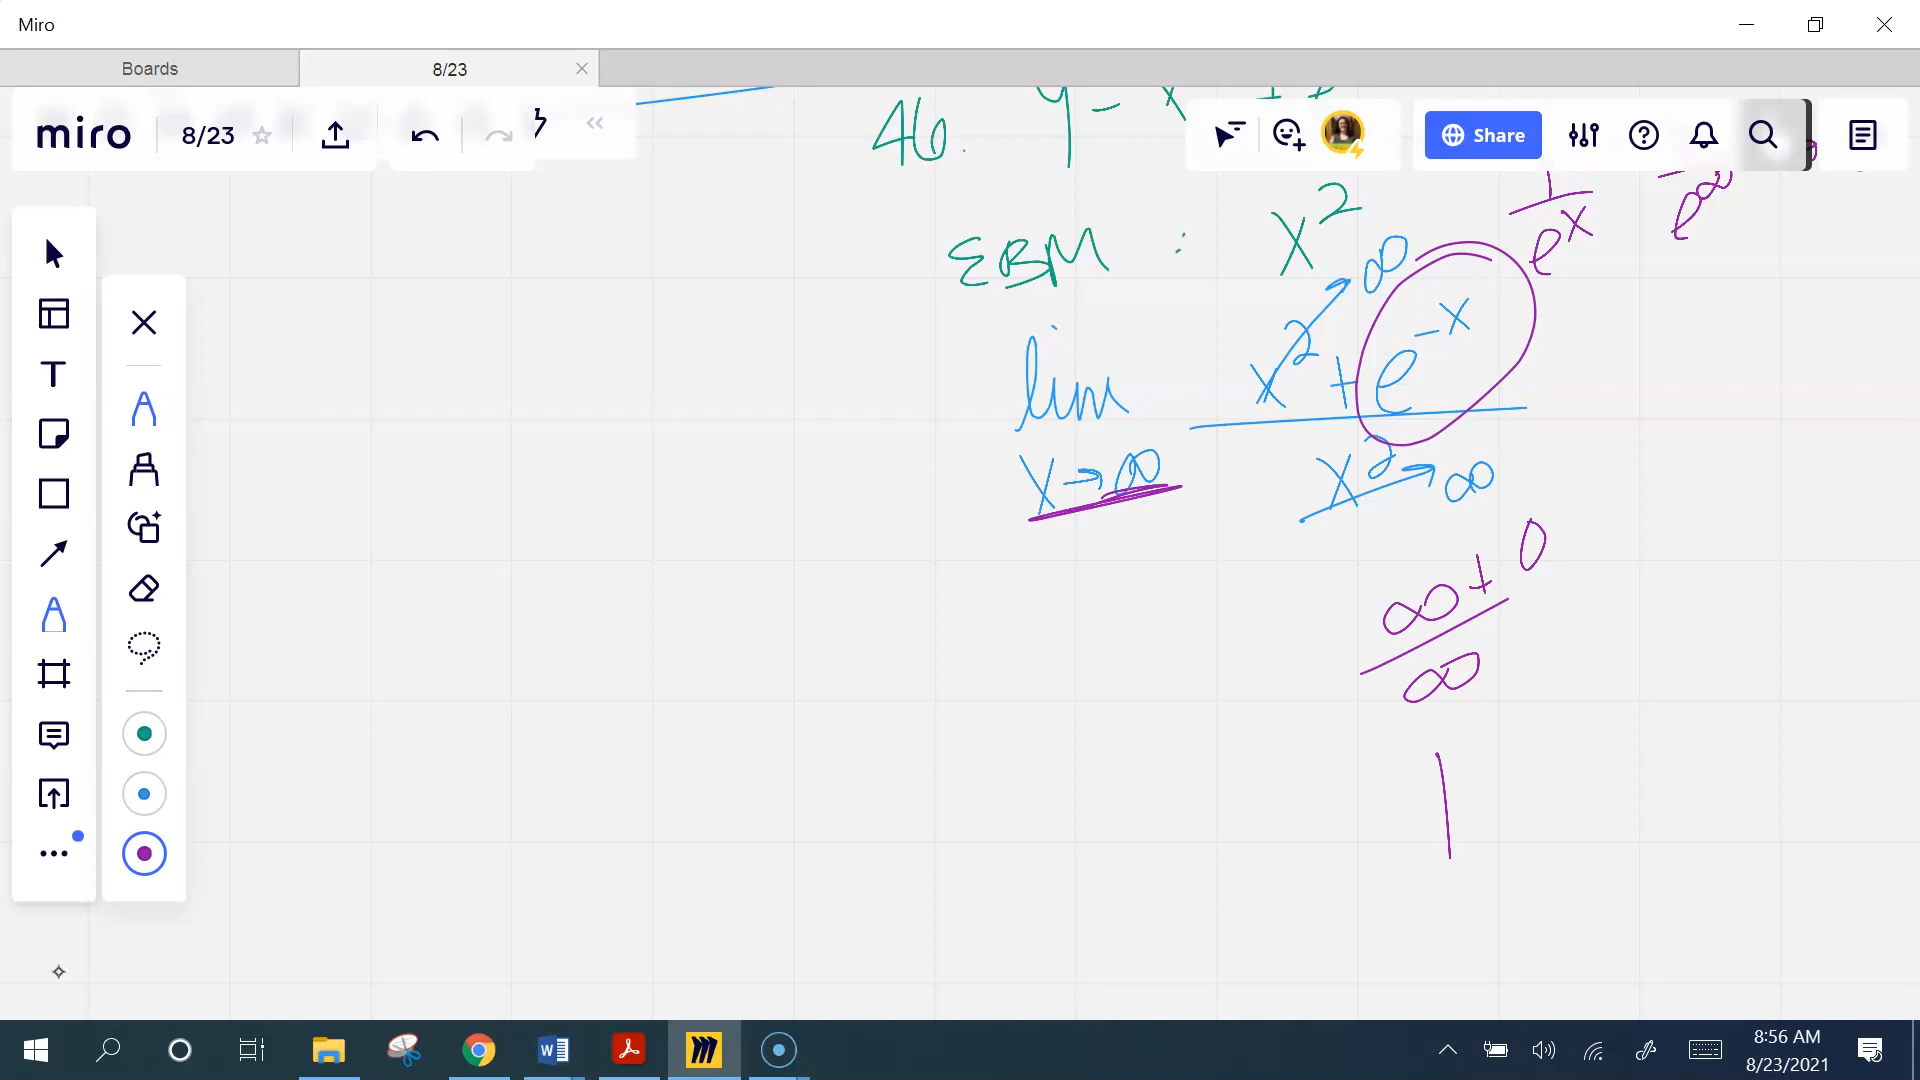 Miro
Boards
8/23
miro
8/23
Share
46.
EBM : x²
1
e^x
e^∞
lim x² + e^-x
x → ∞ x² → ∞
∞
∞ + 0
∞
1
T
W
8:56 AM
8/23/2021